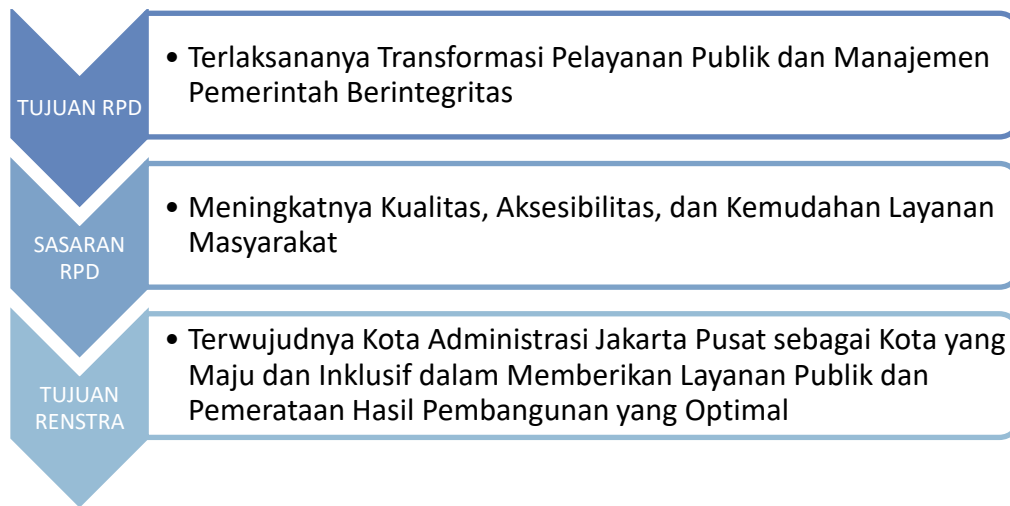 TUJUAN RPD
• Terlaksananya Transformasi Pelayanan Publik dan Manajemen
Pemerintah Berintegritas
SASARAN
RPD
• Meningkatnya Kualitas, Aksesibilitas, dan Kemudahan Layanan
Masyarakat
TUJUAN
RENSTRA
• Terwujudnya Kota Administrasi Jakarta Pusat sebagai Kota yang
Maju dan Inklusif dalam Memberikan Layanan Publik dan
Pemerataan Hasil Pembangunan yang Optimal